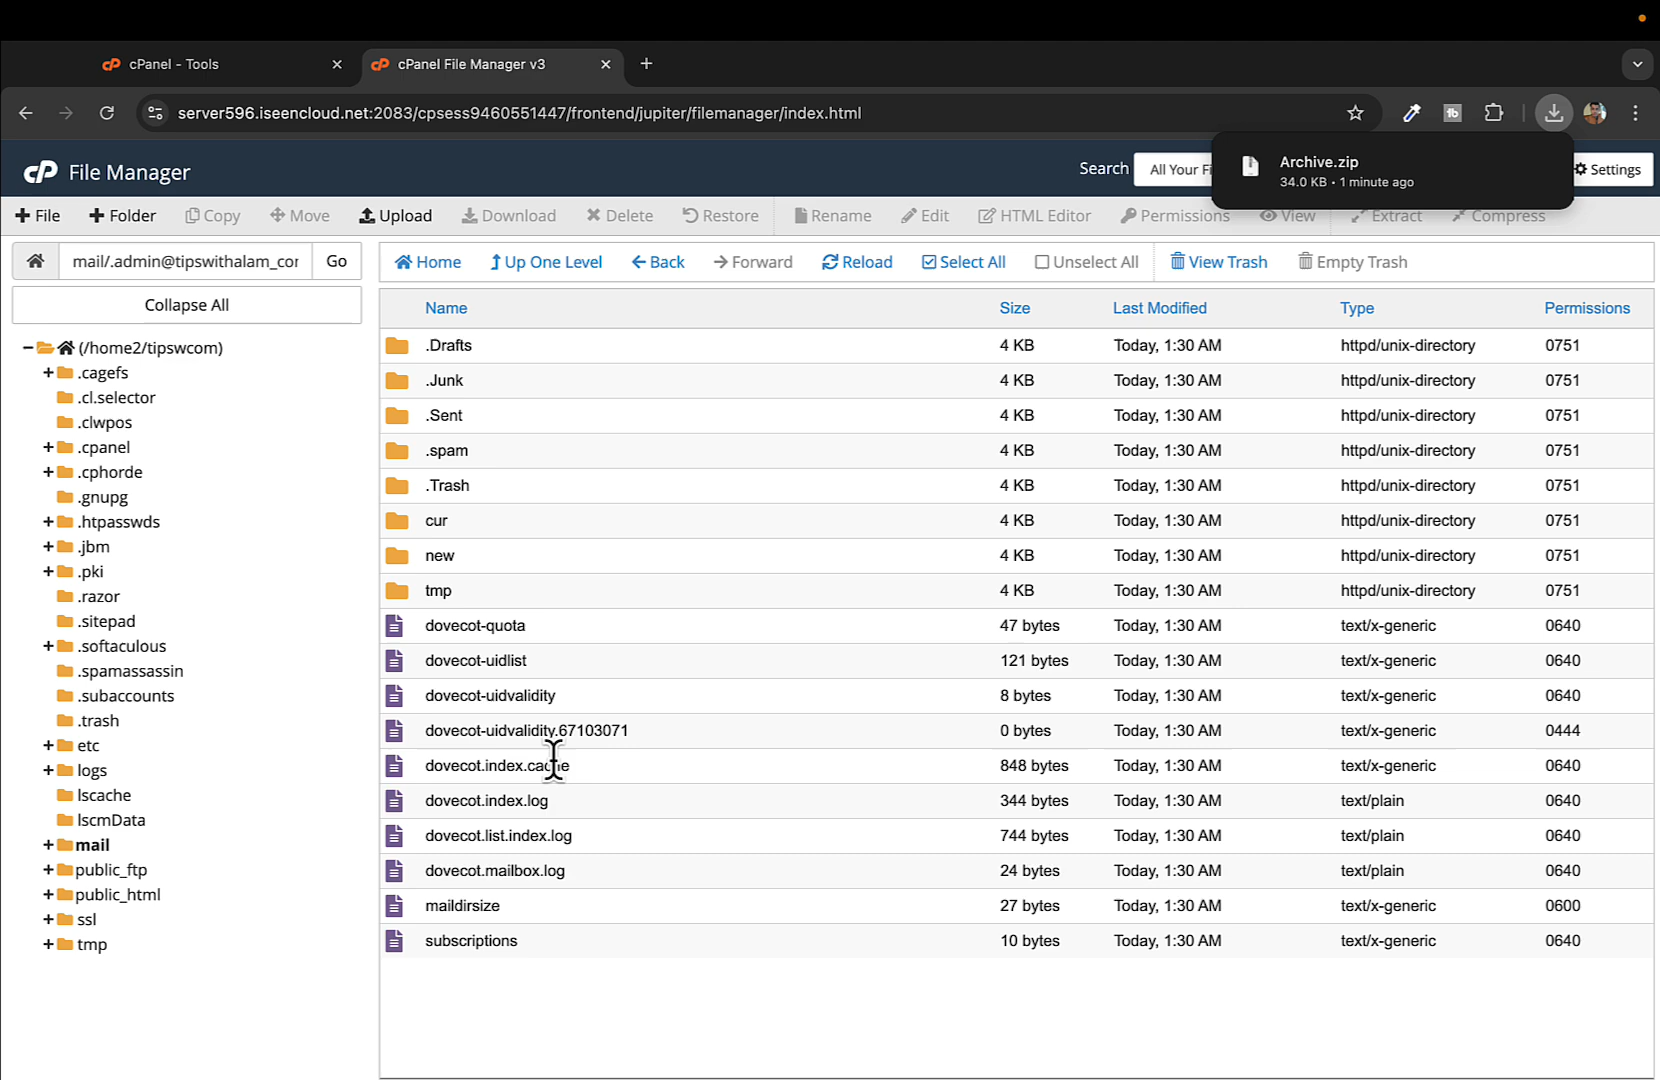 cPanel - Tools
cPanel File Manager v3
server596.iseencloud.net:2083/cpsess9460551447/frontend/jupiter/filemanager/index.html
Archive.zip
34.0 KB • 1 minute ago
cP File Manager
Search All Your Fi Settings
File Folder Copy Move Upload Download Delete Restore Rename Edit HTML Editor Permissions View Extract Compress
mail/.admin@tipswithalam_cor Go
Home Up One Level Back Forward Reload Select All Unselect All View Trash Empty Trash
Collapse All
(/home2/tipswcom)
.cagefs
.cl.selector
.clwpos
.cpanel
.cphorde
.gnupg
.htpasswds
.jbm
.pki
.razor
.sitepad
.softaculous
.spamassassin
.subaccounts
.trash
etc
logs
lscache
lscmData
mail
public_ftp
public_html
ssl
tmp
Name Size Last Modified Type Permissions
.Drafts 4 KB Today, 1:30 AM httpd/unix-directory 0751
.Junk 4 KB Today, 1:30 AM httpd/unix-directory 0751
.Sent 4 KB Today, 1:30 AM httpd/unix-directory 0751
.spam 4 KB Today, 1:30 AM httpd/unix-directory 0751
.Trash 4 KB Today, 1:30 AM httpd/unix-directory 0751
cur 4 KB Today, 1:30 AM httpd/unix-directory 0751
new 4 KB Today, 1:30 AM httpd/unix-directory 0751
tmp 4 KB Today, 1:30 AM httpd/unix-directory 0751
dovecot-quota 47 bytes Today, 1:30 AM text/x-generic 0640
dovecot-uidlist 121 bytes Today, 1:30 AM text/x-generic 0640
dovecot-uidvalidity 8 bytes Today, 1:30 AM text/x-generic 0640
dovecot-uidvalidity.67103071 0 bytes Today, 1:30 AM text/x-generic 0444
dovecot.index.cache 848 bytes Today, 1:30 AM text/x-generic 0640
dovecot.index.log 344 bytes Today, 1:30 AM text/plain 0640
dovecot.list.index.log 744 bytes Today, 1:30 AM text/plain 0640
dovecot.mailbox.log 24 bytes Today, 1:30 AM text/plain 0640
maildirsize 27 bytes Today, 1:30 AM text/x-generic 0600
subscriptions 10 bytes Today, 1:30 AM text/x-generic 0640